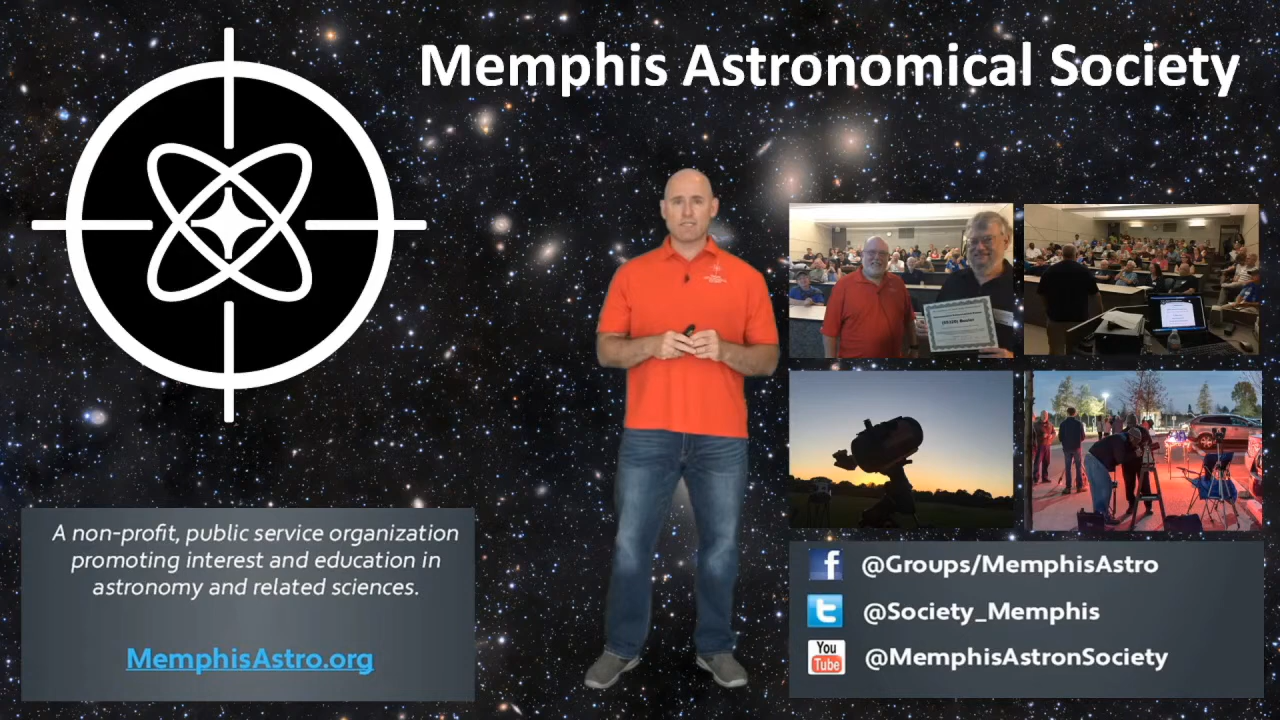 Memphis Astronomical Society
A non-profit, public service organization
promoting interest and education in
astronomy and related sciences.
MemphisAstro.org
@Groups/MemphisAstro
@Society_Memphis
You
Tube
@MemphisAstronSociety